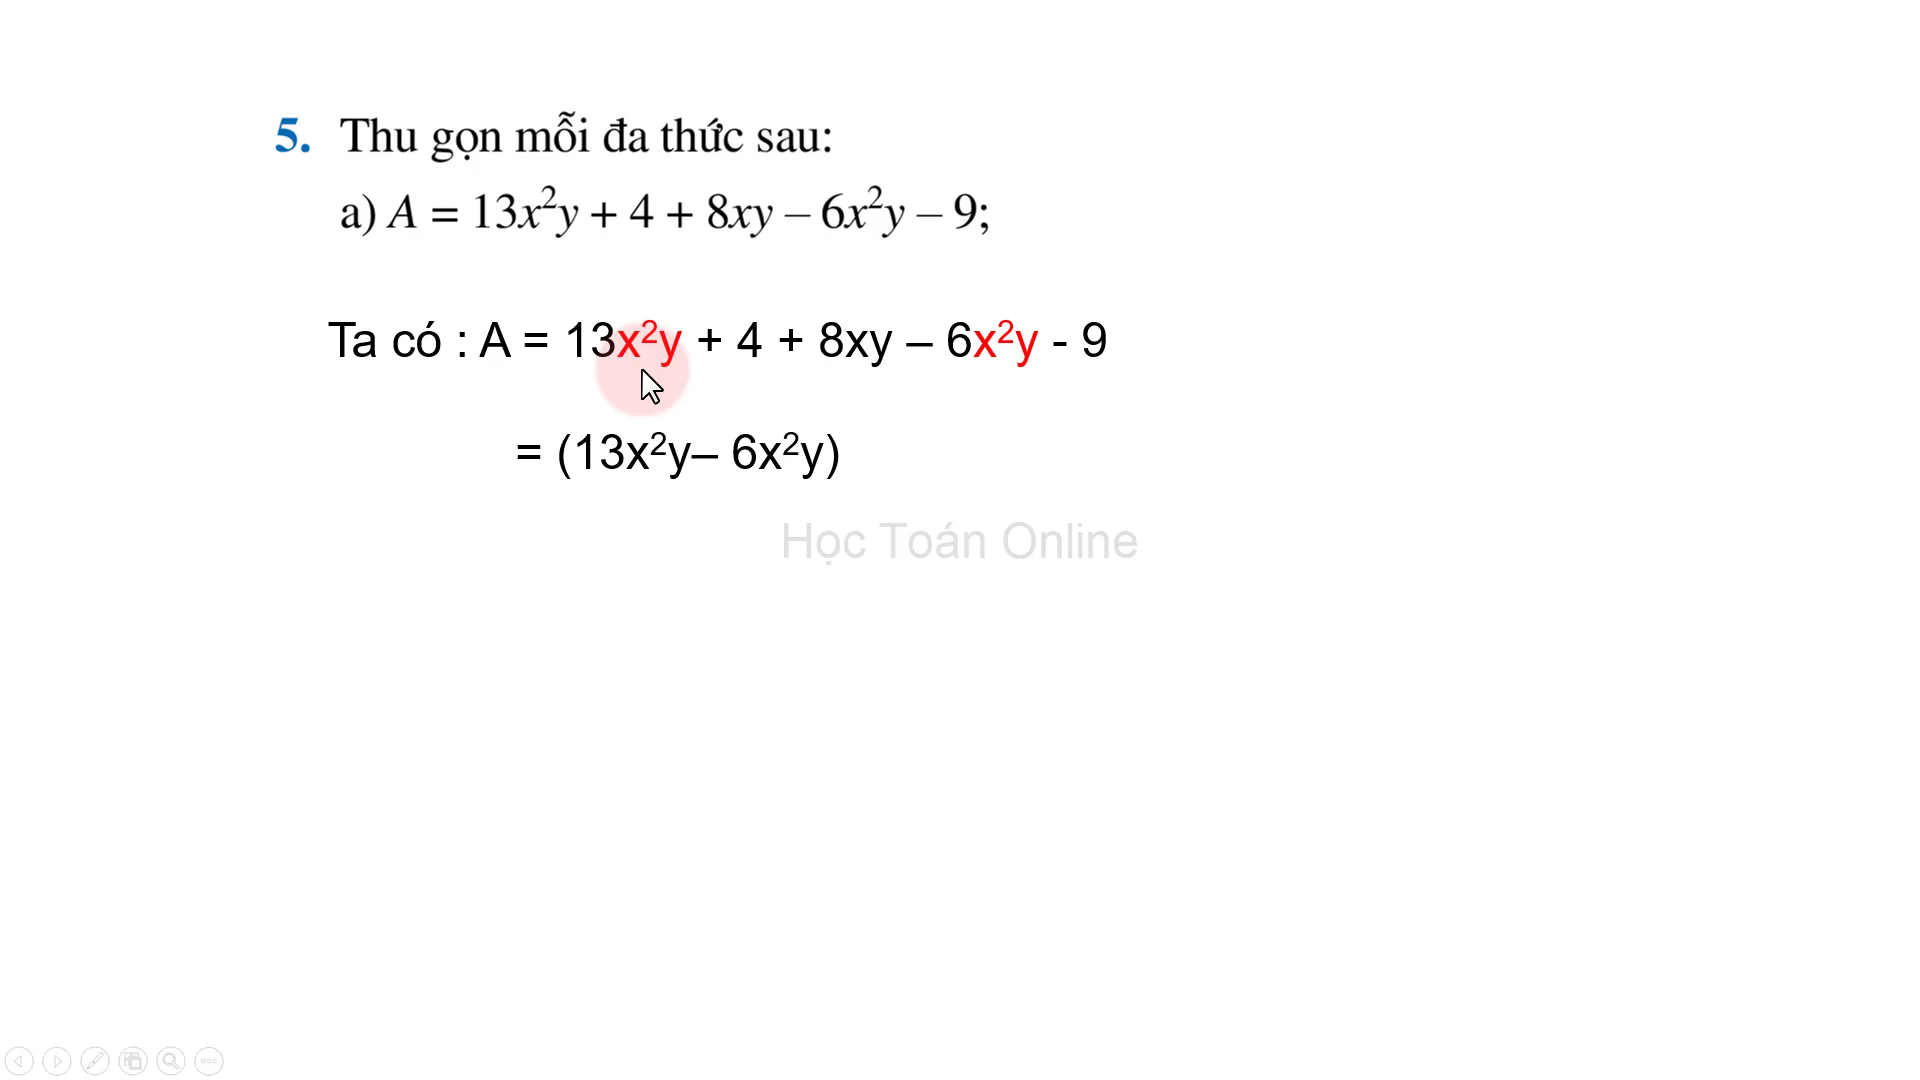 5. Thu gọn mỗi đa thức sau:
a) A = 13x²y + 4 + 8xy – 6x²y – 9;
Ta có : A = 13x²y + 4 + 8xy – 6x²y - 9
= (13x²y– 6x²y)
Học Toán Online